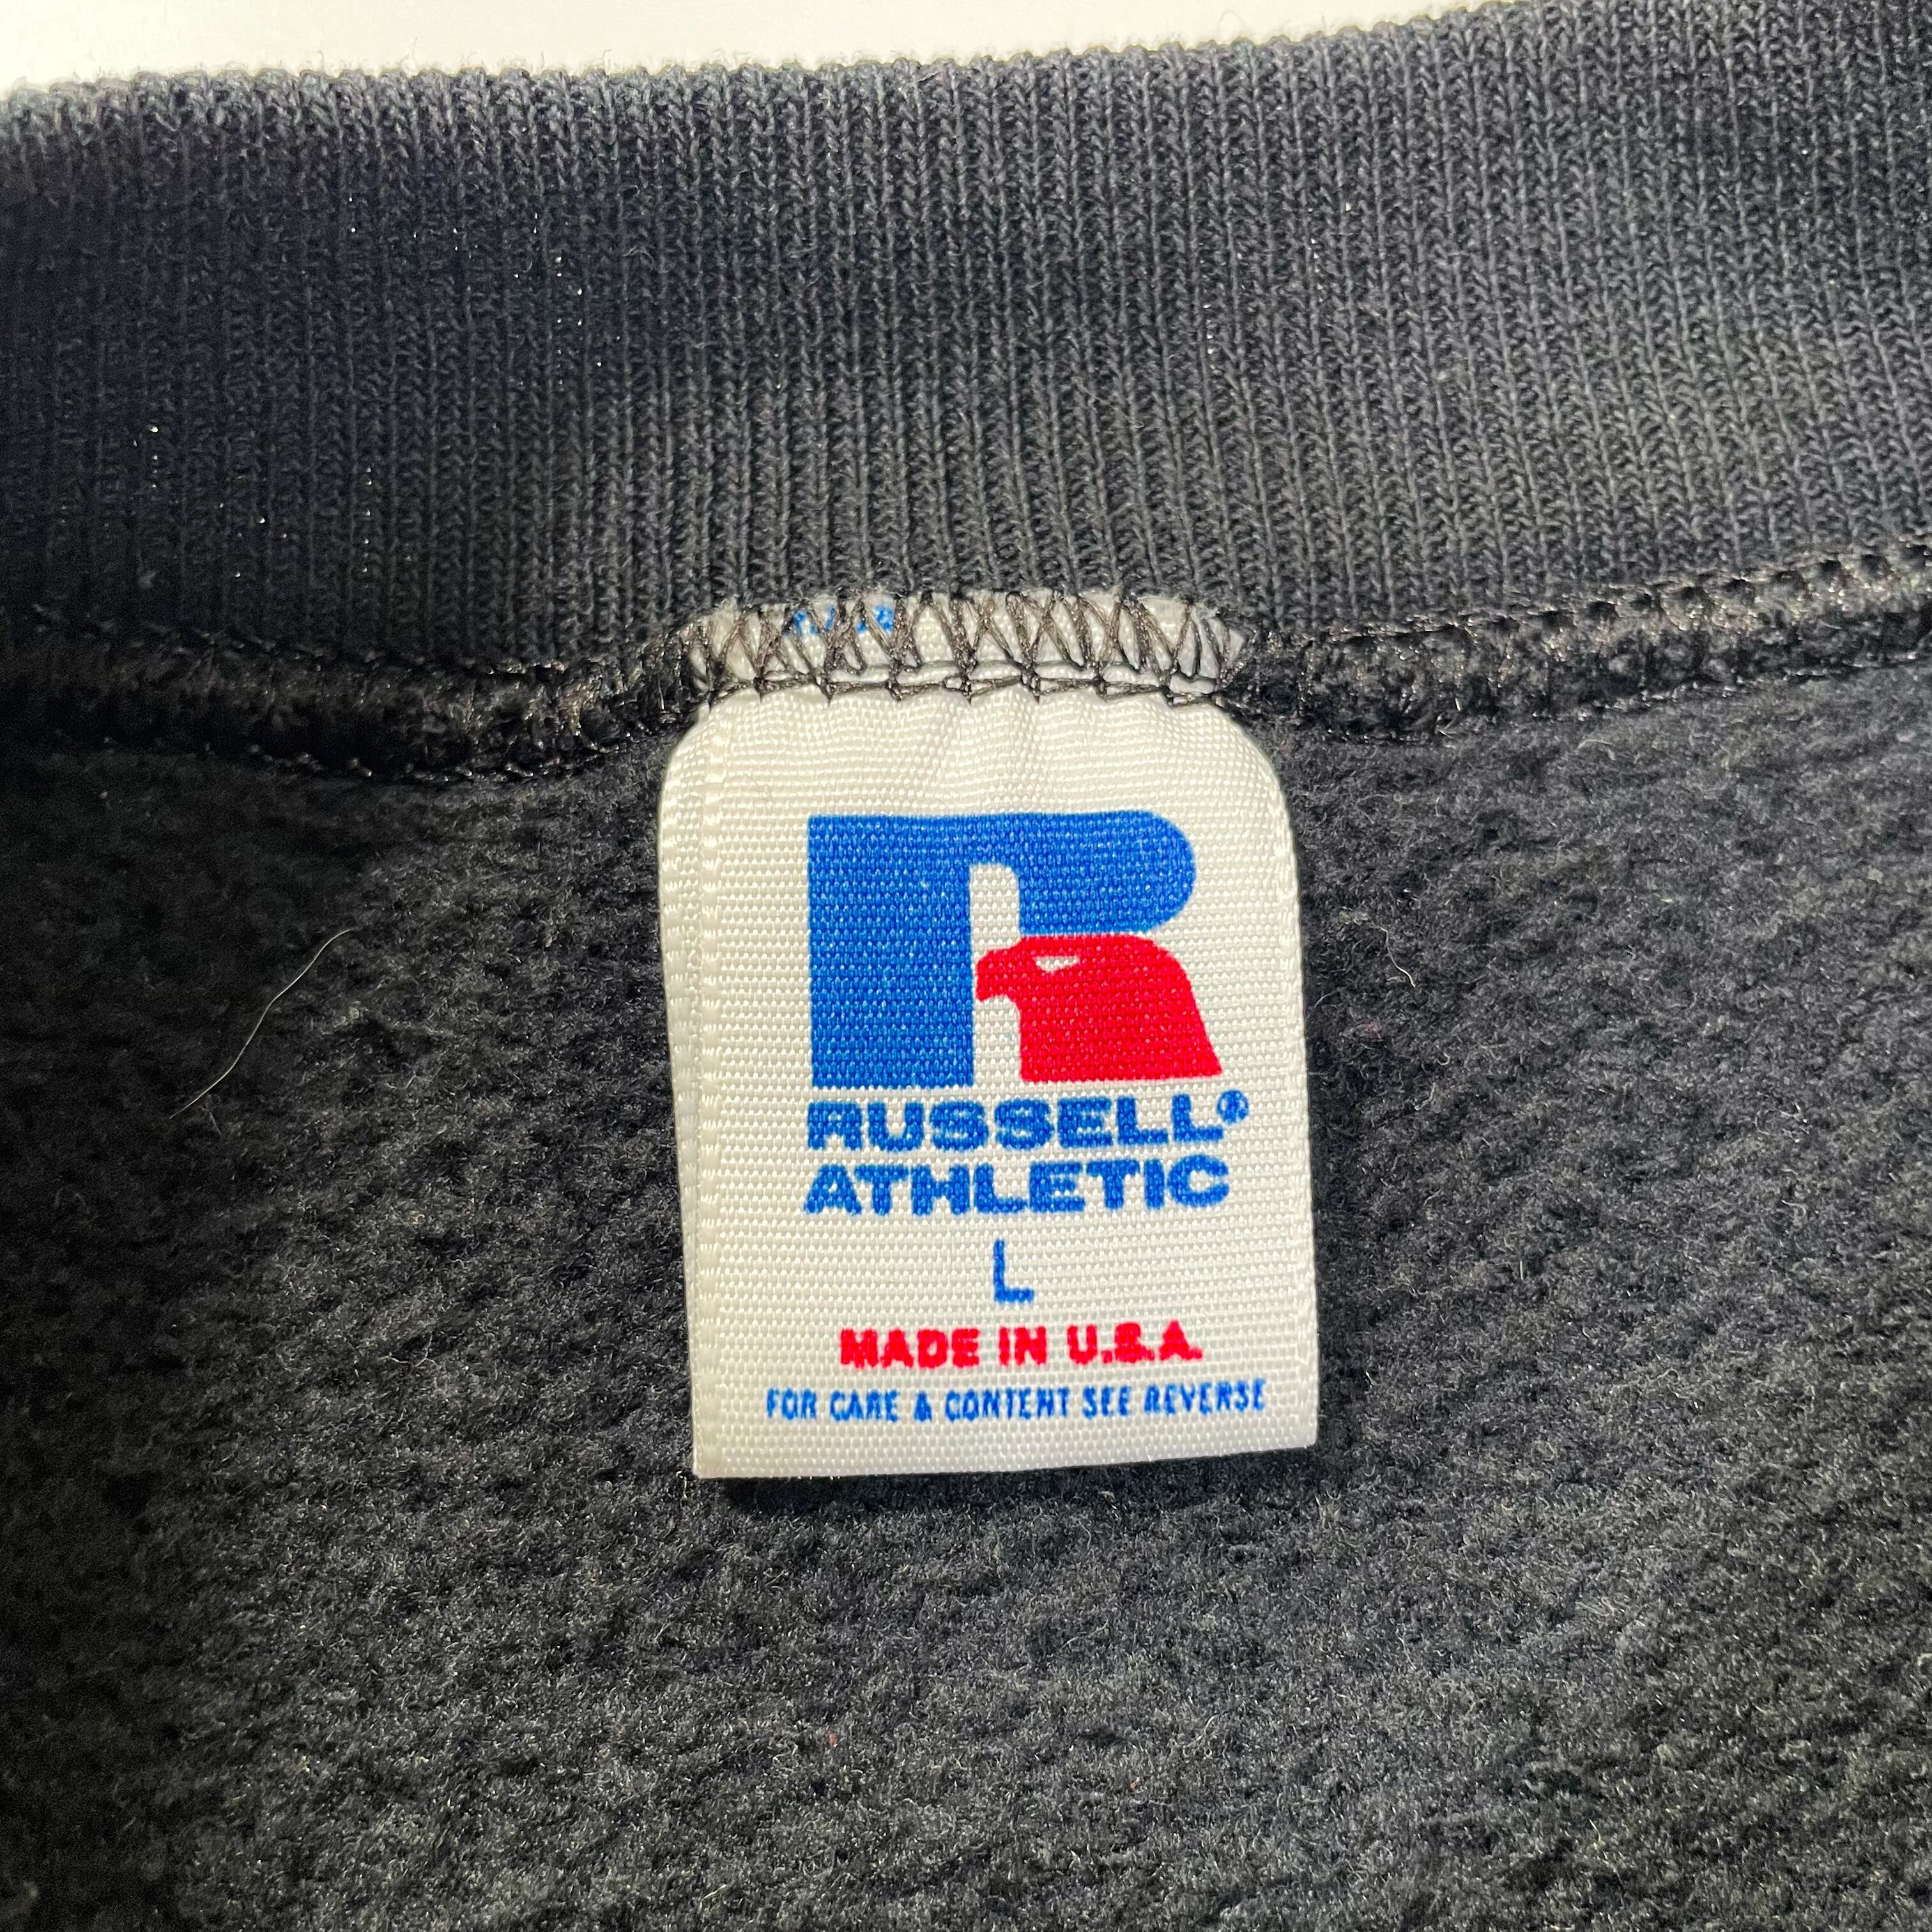 RUSSELL®
ATHLETIC
L
MADE IN U.S.A.
FOR CARE & CONTENT SEE REVERSE